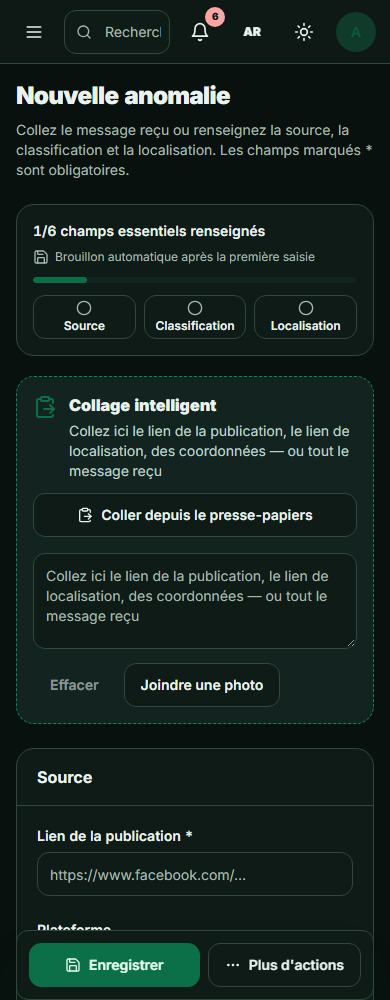 Recherc
6
AR
A
Nouvelle anomalie
Collez le message reçu ou renseignez la source, la
classification et la localisation. Les champs marqués *
sont obligatoires.
1/6 champs essentiels renseignés
Brouillon automatique après la première saisie
Source
Classification
Localisation
Collage intelligent
Collez ici le lien de la publication, le lien de
localisation, des coordonnées — ou tout le
message reçu
Coller depuis le presse-papiers
Collez ici le lien de la publication, le lien de
localisation, des coordonnées — ou tout le
message reçu
Effacer
Joindre une photo
Source
Lien de la publication *
https://www.facebook.com/...
Plateforme
Enregistrer
Plus d'actions